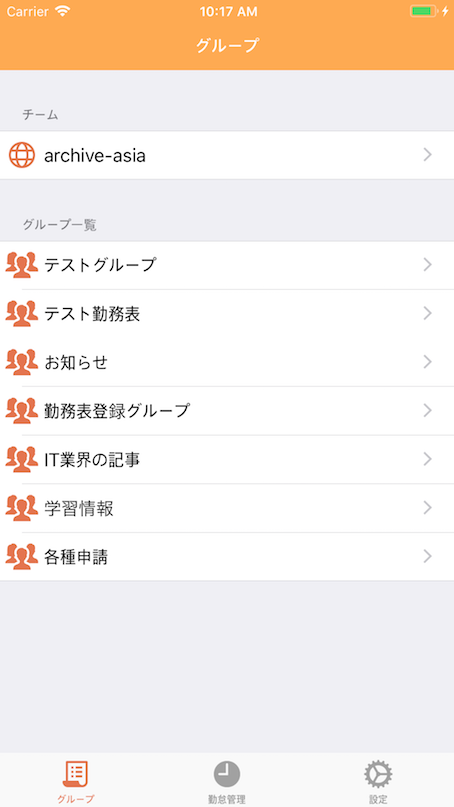 Carrier 10:17 AM
グループ
チーム
archive-asia
グループ一覧
テストグループ
テスト勤務表
お知らせ
勤務表登録グループ
IT業界の記事
学習情報
各種申請
グループ 勤怠管理 設定